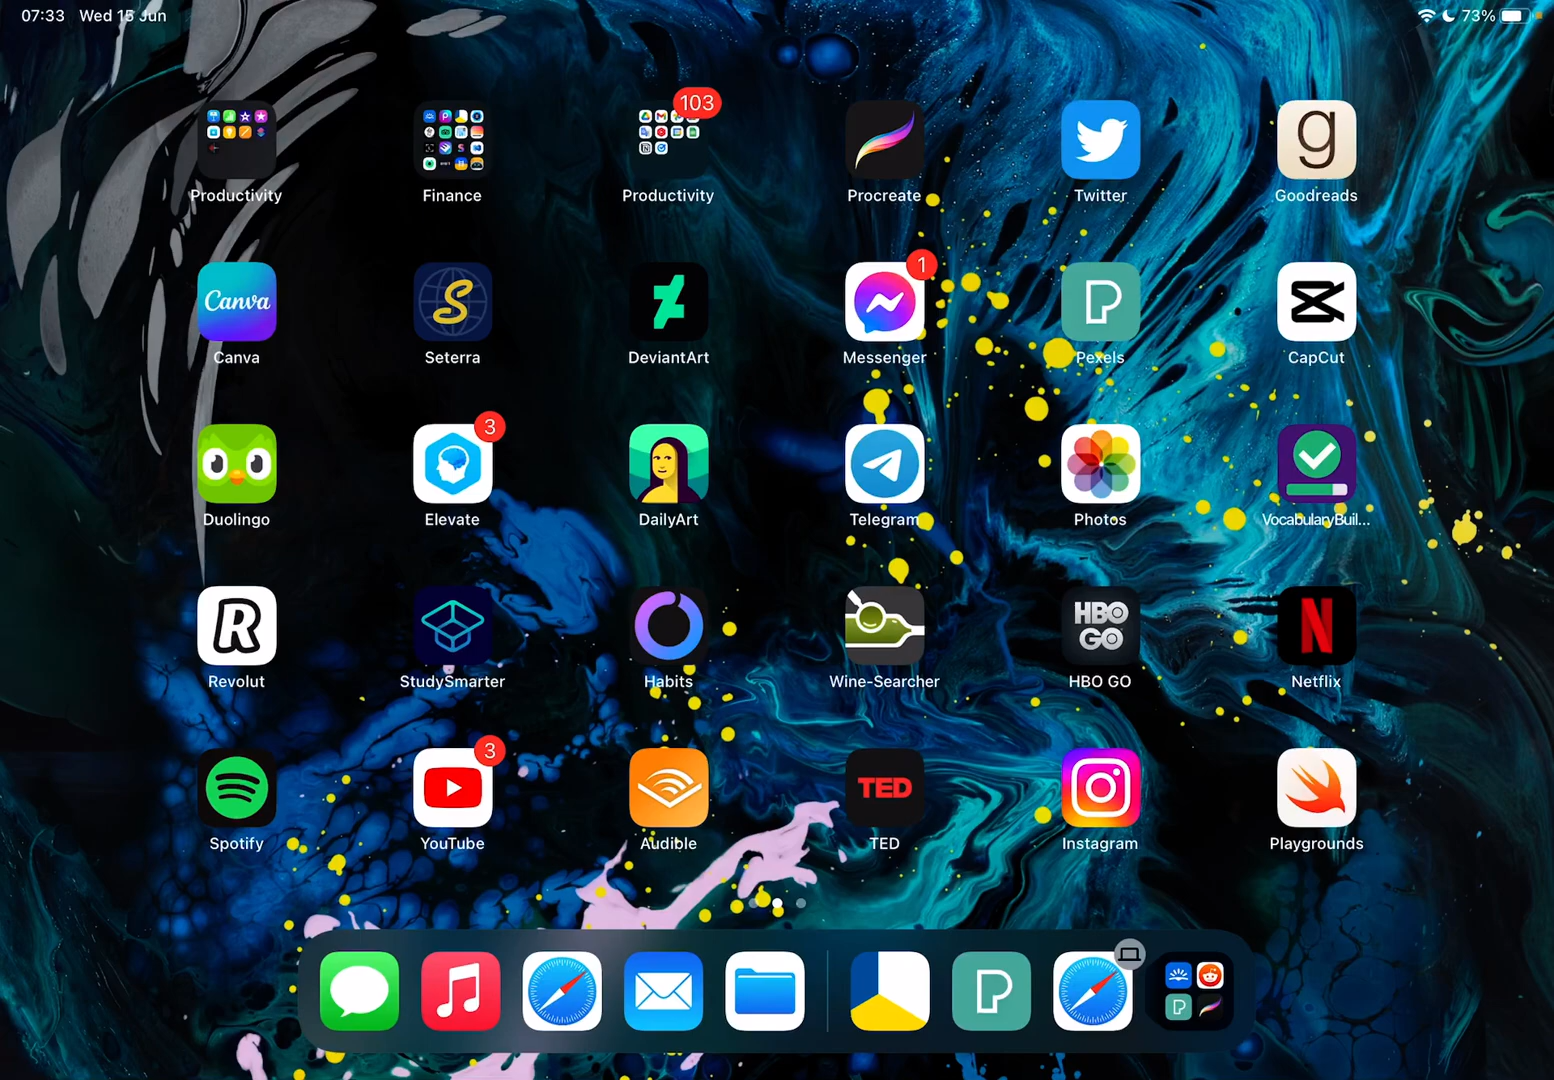 07:33 Wed 15 Jun
73%
103
Productivity
Finance
Productivity
Procreate
Twitter
g
Goodreads
Canva
1
Canva
Seterra
DeviantArt
Messenger
Pexels
CapCut
3
Duolingo
Elevate
DailyArt
Telegram
Photos
VocabularyBuil...
R
HBO
GO
N
Revolut
StudySmarter
Habits
Wine-Searcher
HBO GO
Netflix
3
TED
Spotify
YouTube
Audible
TED
Instagram
Playgrounds